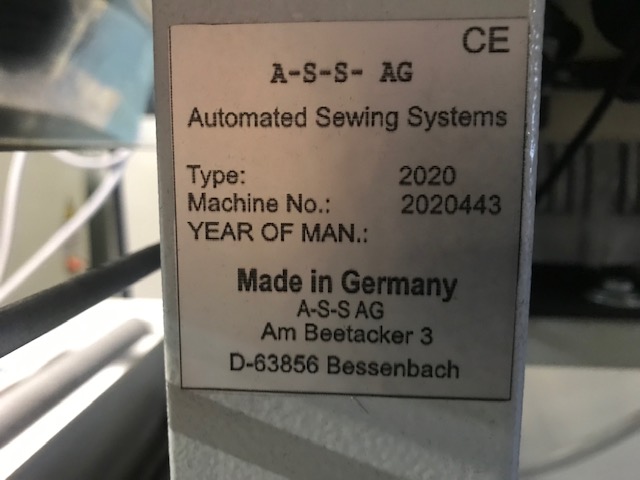 CE
A-S-S- AG
Automated Sewing Systems
Type: 2020
Machine No.: 2020443
YEAR OF MAN.:
Made in Germany
A-S-S AG
Am Beetacker 3
D-63856 Bessenbach